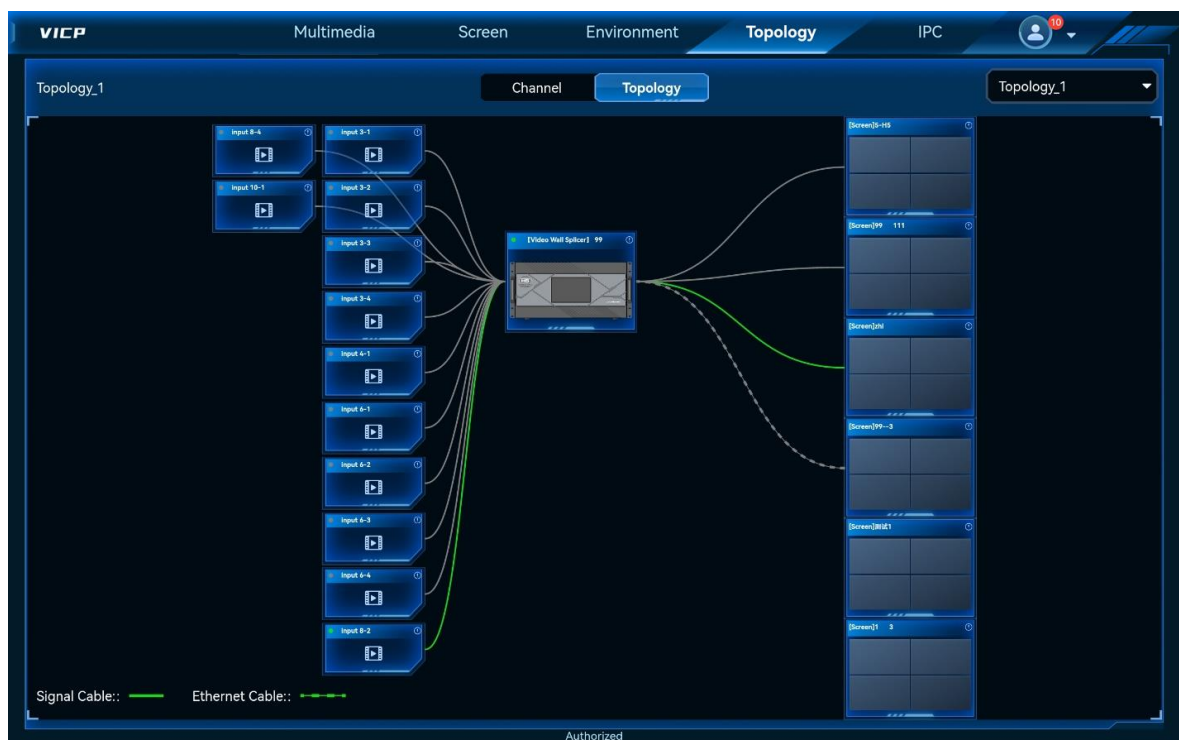 VICP
Multimedia
Screen
Environment
Topology
IPC
10
Topology_1
Channel
Topology
Topology_1
input 8-4
input 3-1
input 10-1
input 3-2
input 3-3
input 3-4
input 4-1
input 6-1
input 6-2
input 6-3
input 6-4
input 8-2
[Video Wall Splicer] 99
[Screen]S-H5
[Screen]99 111
[Screen]zhl
[Screen]99--3
[Screen]测试1
[Screen]1 3
Signal Cable::
Ethernet Cable::
Authorized